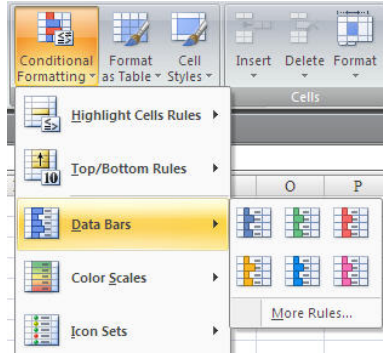 Conditional Formatting
Format as Table
Cell Styles
Insert
Delete
Format
Cells
Highlight Cells Rules
Top/Bottom Rules
10
O
P
Data Bars
Color Scales
More Rules...
Icon Sets